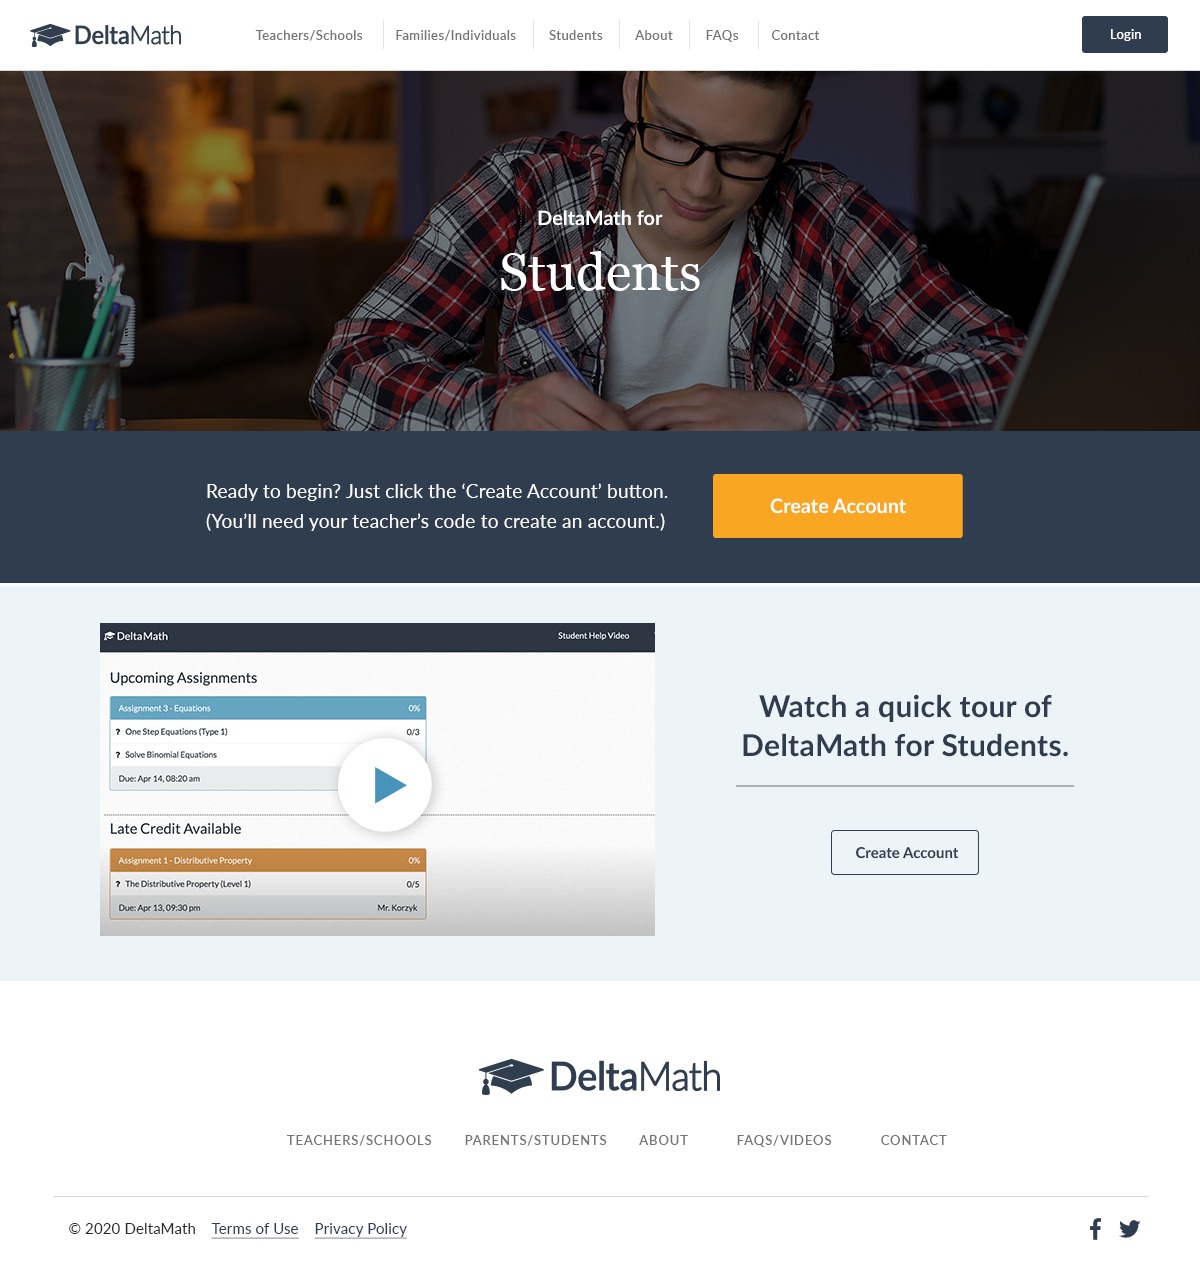 DeltaMath
Teachers/Schools
Families/Individuals
Students
About
FAQs
Contact
Login
DeltaMath for
Students
Ready to begin? Just click the ‘Create Account’ button.
(You’ll need your teacher’s code to create an account.)
Create Account
DeltaMath
Student Help Video
Upcoming Assignments
Assignment 3 - Equations 0%
? One Step Equations (Type 1) 0/3
? Solve Binomial Equations
Due: Apr 14, 08:20 am
Late Credit Available
Assignment 1 - Distributive Property 0%
? The Distributive Property (Level 1) 0/5
Due: Apr 13, 09:30 pm Mr. Korzyk
Watch a quick tour of
DeltaMath for Students.
Create Account
DeltaMath
TEACHERS/SCHOOLS
PARENTS/STUDENTS
ABOUT
FAQS/VIDEOS
CONTACT
© 2020 DeltaMath Terms of Use Privacy Policy